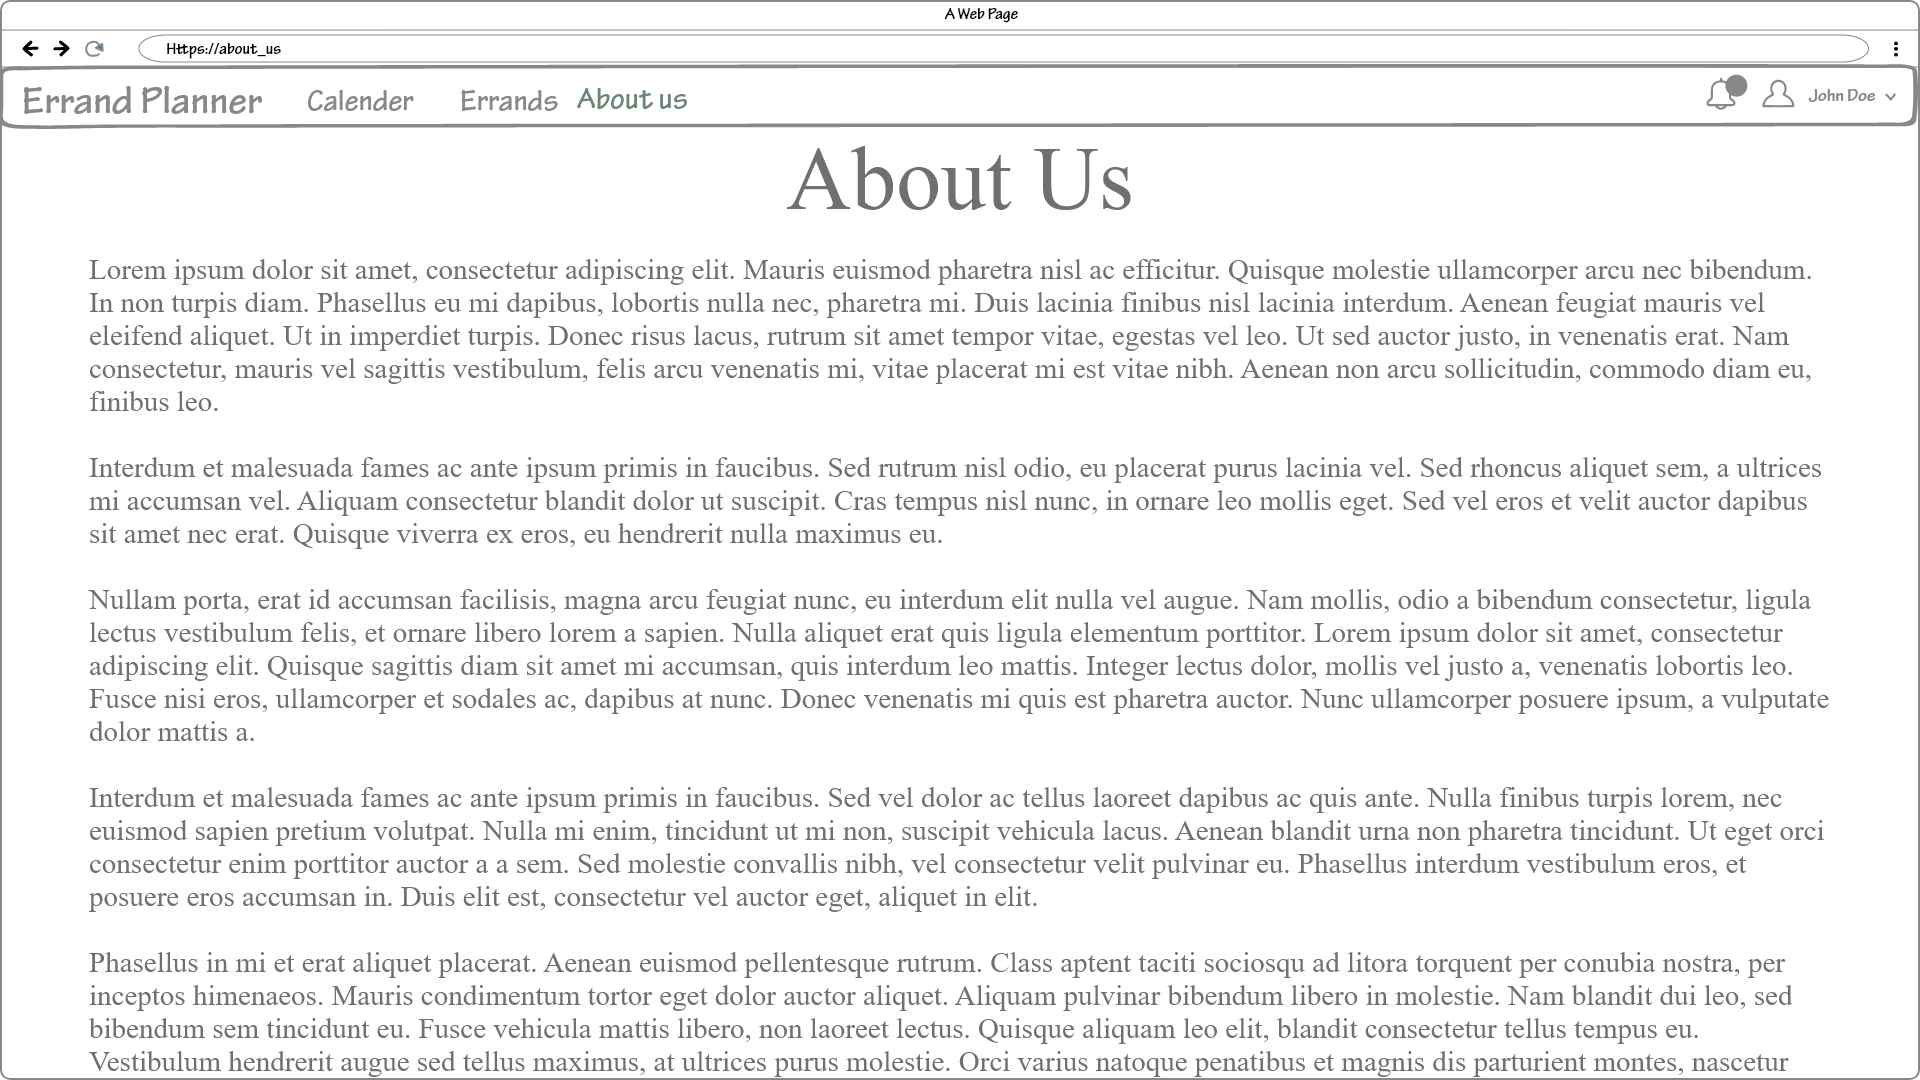 A Web Page
Https://about_us
Errand Planner Calender Errands About us John Doe
About Us
Lorem ipsum dolor sit amet, consectetur adipiscing elit. Mauris euismod pharetra nisl ac efficitur. Quisque molestie ullamcorper arcu nec bibendum.
In non turpis diam. Phasellus eu mi dapibus, lobortis nulla nec, pharetra mi. Duis lacinia finibus nisl lacinia interdum. Aenean feugiat mauris vel
eleifend aliquet. Ut in imperdiet turpis. Donec risus lacus, rutrum sit amet tempor vitae, egestas vel leo. Ut sed auctor justo, in venenatis erat. Nam
consectetur, mauris vel sagittis vestibulum, felis arcu venenatis mi, vitae placerat mi est vitae nibh. Aenean non arcu sollicitudin, commodo diam eu,
finibus leo.
Interdum et malesuada fames ac ante ipsum primis in faucibus. Sed rutrum nisl odio, eu placerat purus lacinia vel. Sed rhoncus aliquet sem, a ultrices
mi accumsan vel. Aliquam consectetur blandit dolor ut suscipit. Cras tempus nisl nunc, in ornare leo mollis eget. Sed vel eros et velit auctor dapibus
sit amet nec erat. Quisque viverra ex eros, eu hendrerit nulla maximus eu.
Nullam porta, erat id accumsan facilisis, magna arcu feugiat nunc, eu interdum elit nulla vel augue. Nam mollis, odio a bibendum consectetur, ligula
lectus vestibulum felis, et ornare libero lorem a sapien. Nulla aliquet erat quis ligula elementum porttitor. Lorem ipsum dolor sit amet, consectetur
adipiscing elit. Quisque sagittis diam sit amet mi accumsan, quis interdum leo mattis. Integer lectus dolor, mollis vel justo a, venenatis lobortis leo.
Fusce nisi eros, ullamcorper et sodales ac, dapibus at nunc. Donec venenatis mi quis est pharetra auctor. Nunc ullamcorper posuere ipsum, a vulputate
dolor mattis a.
Interdum et malesuada fames ac ante ipsum primis in faucibus. Sed vel dolor ac tellus laoreet dapibus ac quis ante. Nulla finibus turpis lorem, nec
euismod sapien pretium volutpat. Nulla mi enim, tincidunt ut mi non, suscipit vehicula lacus. Aenean blandit urna non pharetra tincidunt. Ut eget orci
consectetur enim porttitor auctor a a sem. Sed molestie convallis nibh, vel consectetur velit pulvinar eu. Phasellus interdum vestibulum eros, et
posuere eros accumsan in. Duis elit est, consectetur vel auctor eget, aliquet in elit.
Phasellus in mi et erat aliquet placerat. Aenean euismod pellentesque rutrum. Class aptent taciti sociosqu ad litora torquent per conubia nostra, per
inceptos himenaeos. Mauris condimentum tortor eget dolor auctor aliquet. Aliquam pulvinar bibendum libero in molestie. Nam blandit dui leo, sed
bibendum sem tincidunt eu. Fusce vehicula mattis libero, non laoreet lectus. Quisque aliquam leo elit, blandit consectetur tellus tempus eu.
Vestibulum hendrerit augue sed tellus maximus, at ultrices purus molestie. Orci varius natoque penatibus et magnis dis parturient montes, nascetur